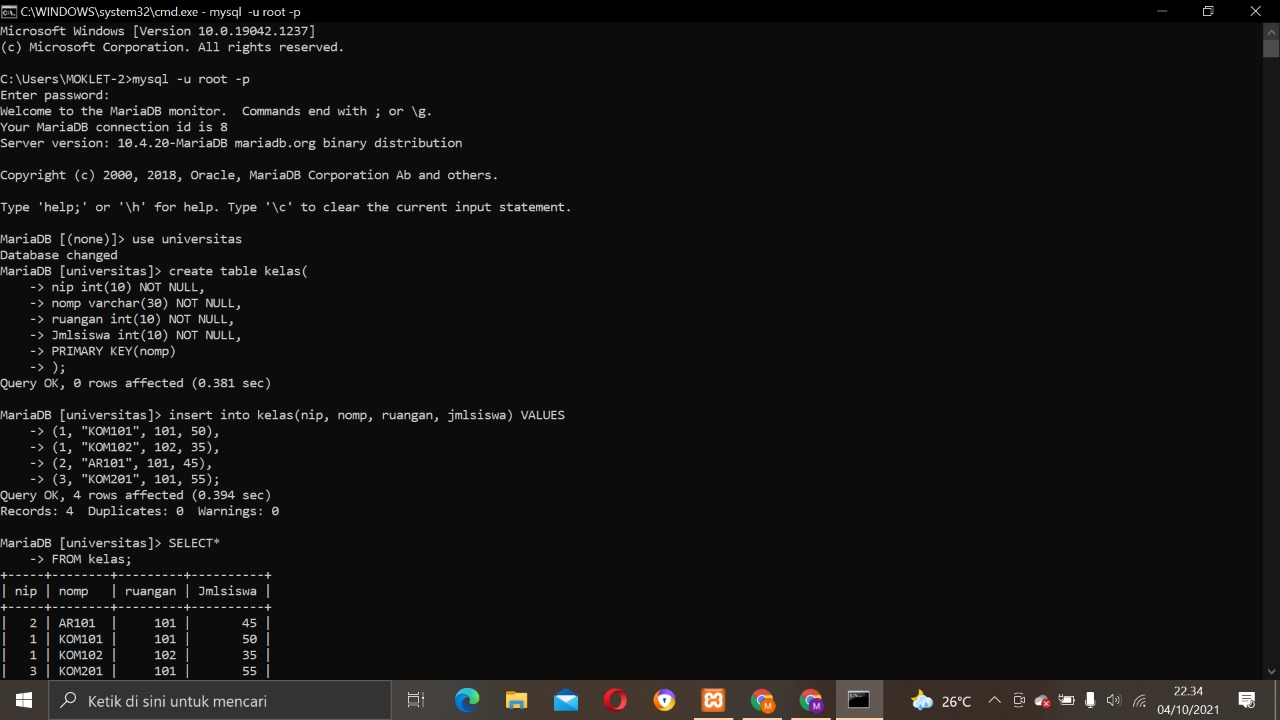 C:\WINDOWS\system32\cmd.exe - mysql -u root -p
Microsoft Windows [Version 10.0.19042.1237]
(c) Microsoft Corporation. All rights reserved.
C:\Users\MOKLET-2>mysql -u root -p
Enter password:
Welcome to the MariaDB monitor.  Commands end with ; or \g.
Your MariaDB connection id is 8
Server version: 10.4.20-MariaDB mariadb.org binary distribution
Copyright (c) 2000, 2018, Oracle, MariaDB Corporation Ab and others.
Type 'help;' or '\h' for help. Type '\c' to clear the current input statement.
MariaDB [(none)]> use universitas
Database changed
MariaDB [universitas]> create table kelas(
    -> nip int(10) NOT NULL,
    -> nomp varchar(30) NOT NULL,
    -> ruangan int(10) NOT NULL,
    -> Jmlsiswa int(10) NOT NULL,
    -> PRIMARY KEY(nomp)
    -> );
Query OK, 0 rows affected (0.381 sec)
MariaDB [universitas]> insert into kelas(nip, nomp, ruangan, jmlsiswa) VALUES
    -> (1, "KOM101", 101, 50),
    -> (1, "KOM102", 102, 35),
    -> (2, "AR101", 101, 45),
    -> (3, "KOM201", 101, 55);
Query OK, 4 rows affected (0.394 sec)
Records: 4  Duplicates: 0  Warnings: 0
MariaDB [universitas]> SELECT*
    -> FROM kelas;
+-----+--------+---------+----------+
| nip | nomp   | ruangan | Jmlsiswa |
+-----+--------+---------+----------+
|   2 | AR101  |     101 |       45 |
|   1 | KOM101 |     101 |       50 |
|   1 | KOM102 |     102 |       35 |
|   3 | KOM201 |     101 |       55 |
Ketik di sini untuk mencari
26°C
22.34
04/10/2021